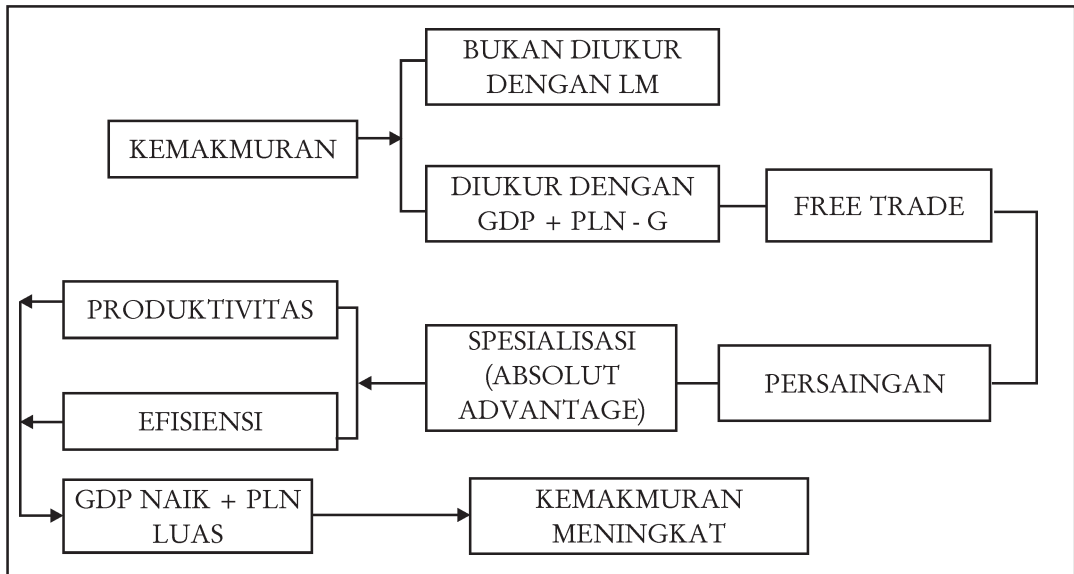 BUKAN DIUKUR
DENGAN LM
KEMAKMURAN
DIUKUR DENGAN
GDP + PLN - G
FREE TRADE
PRODUKTIVITAS
SPESIALISASI
(ABSOLUT
ADVANTAGE)
PERSAINGAN
EFISIENSI
GDP NAIK + PLN
LUAS
KEMAKMURAN
MENINGKAT